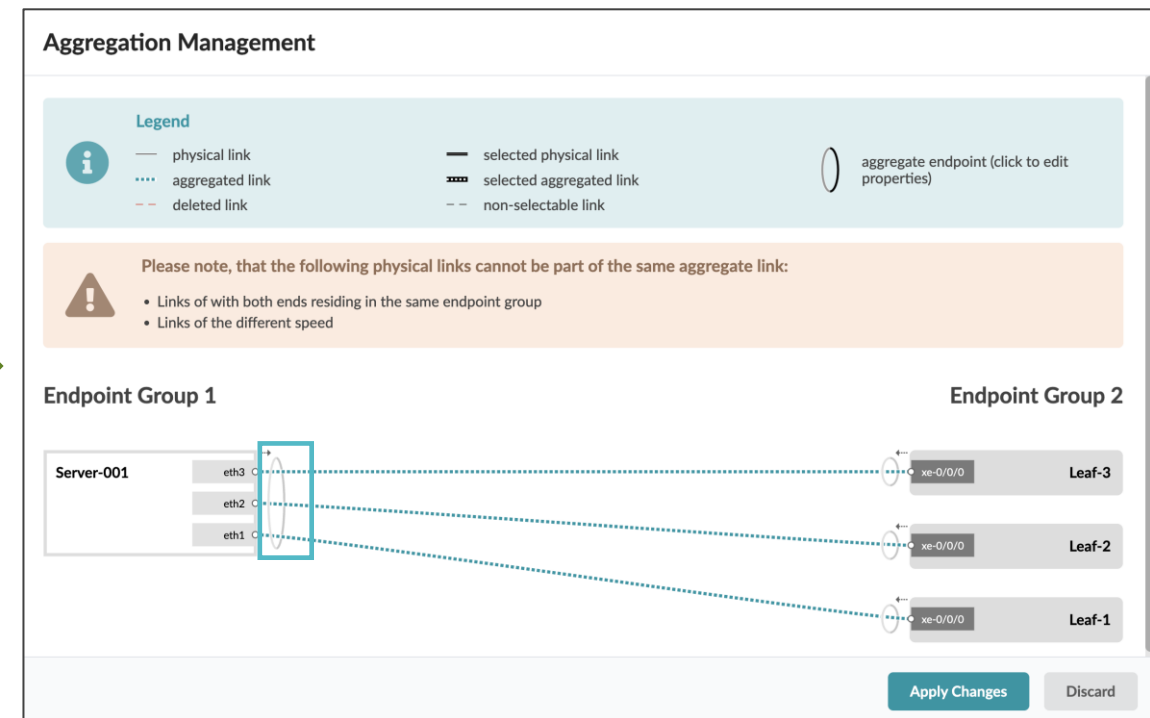 Aggregation Management
Legend
physical link
aggregated link
deleted link
selected physical link
selected aggregated link
non-selectable link
aggregate endpoint (click to edit
properties)
Please note, that the following physical links cannot be part of the same aggregate link:
• Links of with both ends residing in the same endpoint group
• Links of the different speed
Endpoint Group 1
Endpoint Group 2
Server-001
eth3
eth2
eth1
xe-0/0/0
Leaf-3
xe-0/0/0
Leaf-2
xe-0/0/0
Leaf-1
Apply Changes
Discard